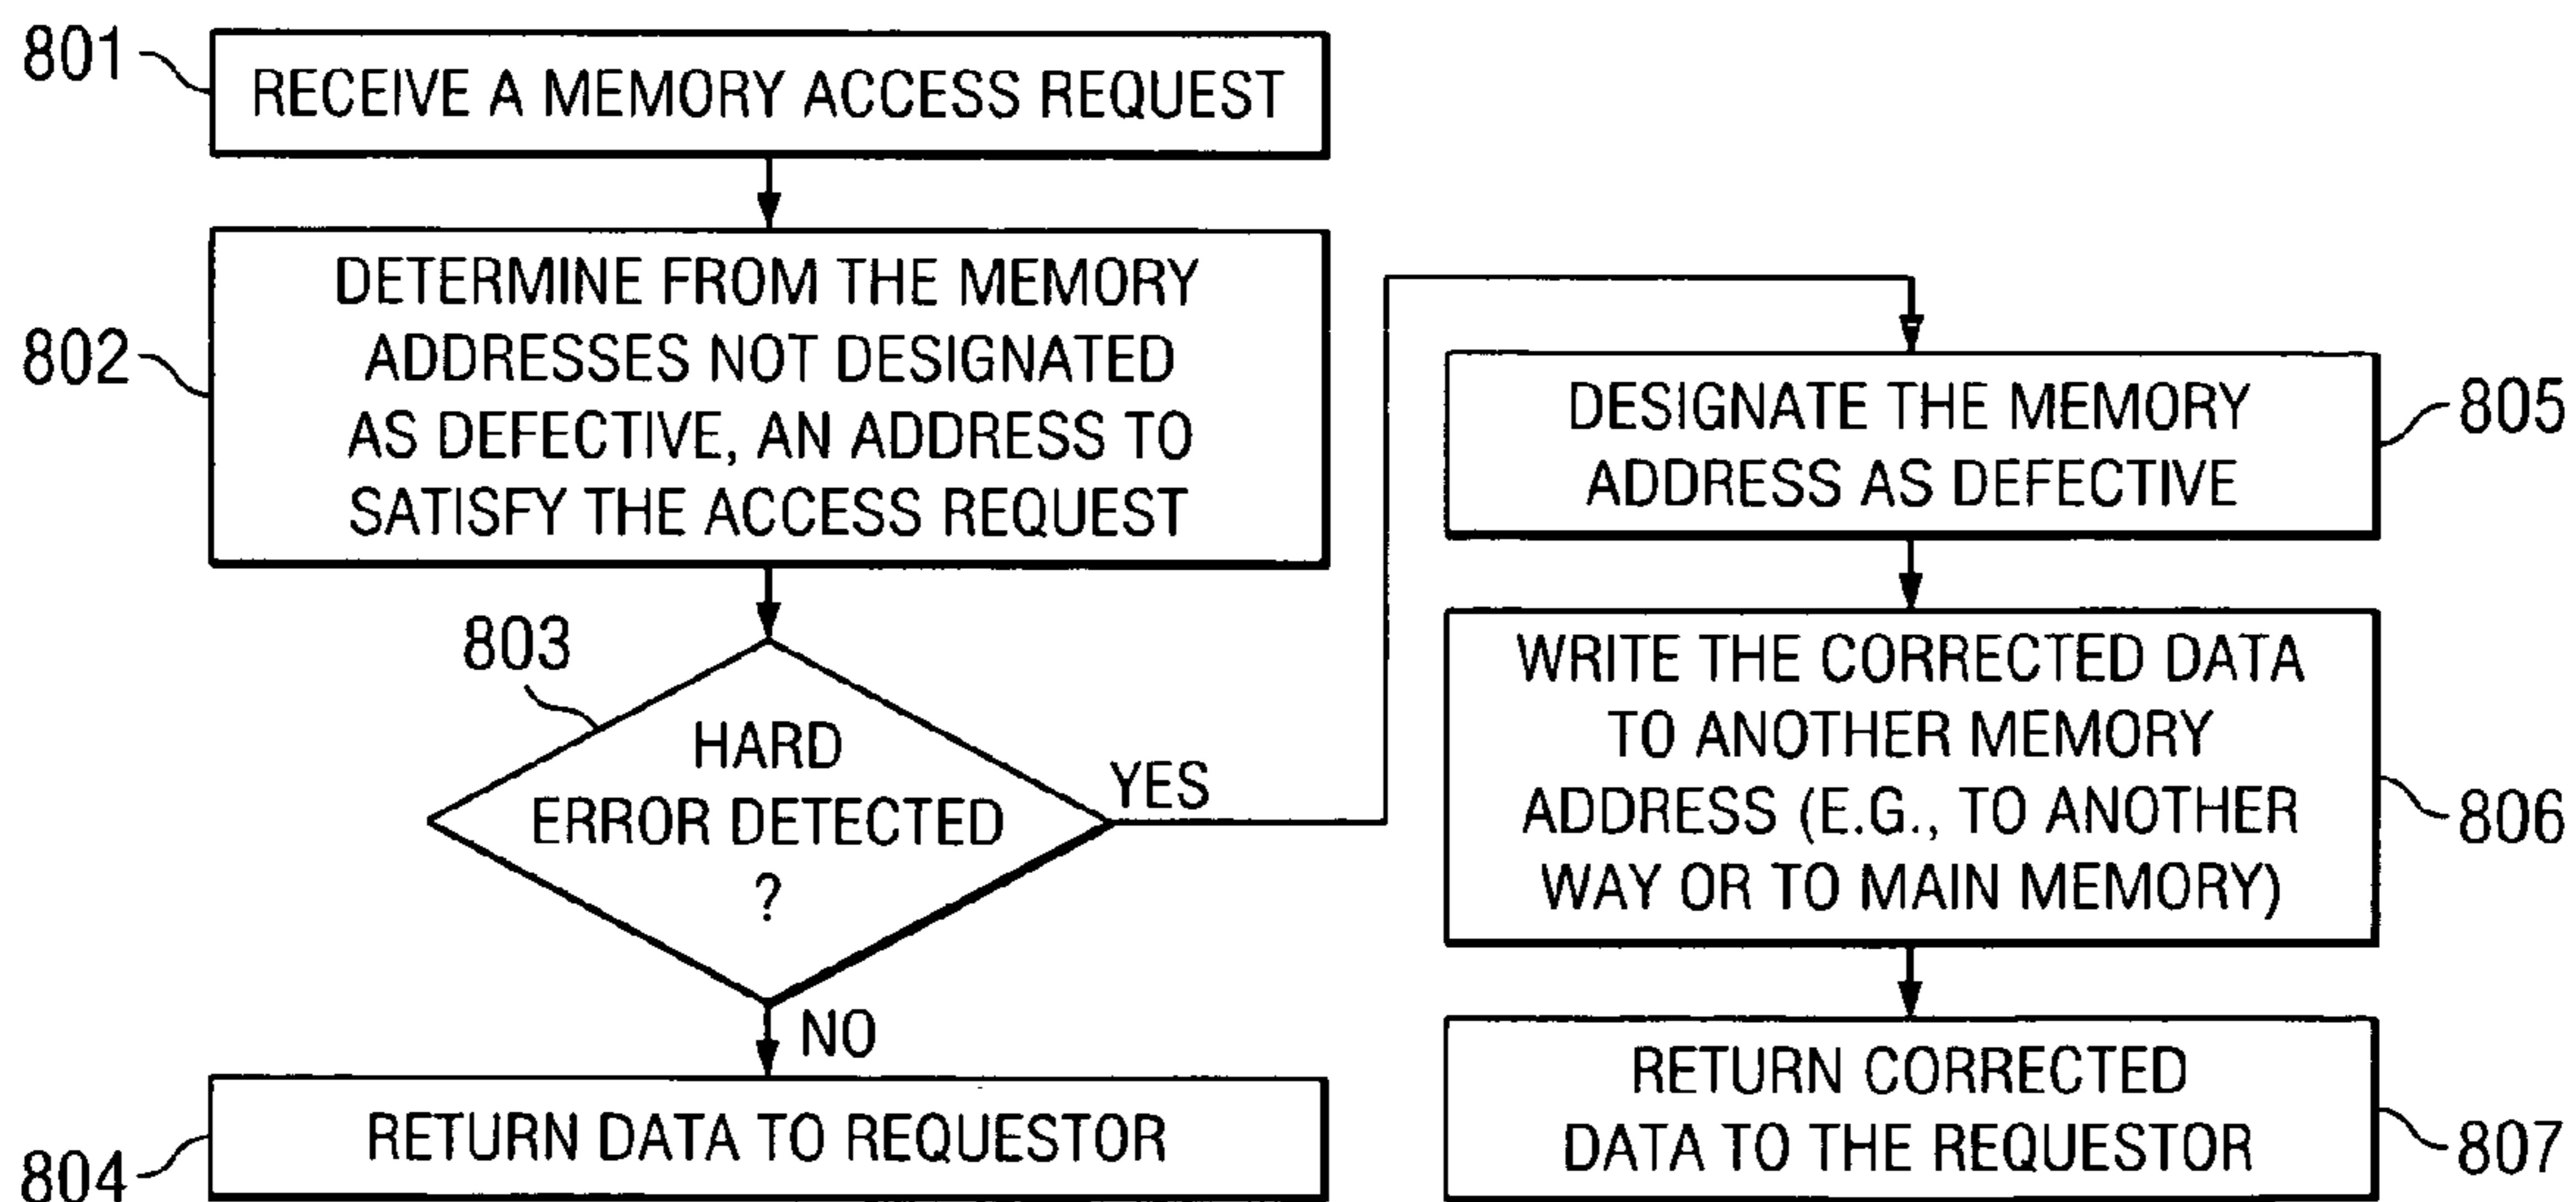 801
RECEIVE A MEMORY ACCESS REQUEST
802
DETERMINE FROM THE MEMORY
ADDRESSES NOT DESIGNATED
AS DEFECTIVE, AN ADDRESS TO
SATISFY THE ACCESS REQUEST
803
HARD
ERROR DETECTED
?
YES
NO
804
RETURN DATA TO REQUESTOR
DESIGNATE THE MEMORY
ADDRESS AS DEFECTIVE
805
WRITE THE CORRECTED DATA
TO ANOTHER MEMORY
ADDRESS (E.G., TO ANOTHER
WAY OR TO MAIN MEMORY)
806
RETURN CORRECTED
DATA TO THE REQUESTOR
807